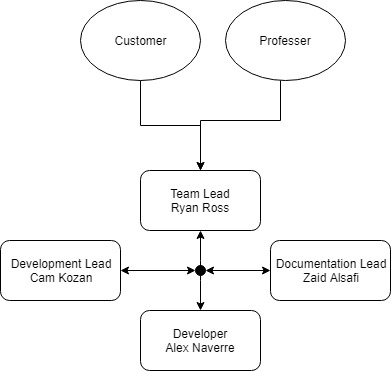 Customer
Professer
Team Lead
Ryan Ross
Development Lead
Cam Kozan
Documentation Lead
Zaid Alsafi
Developer
Alex Naverre